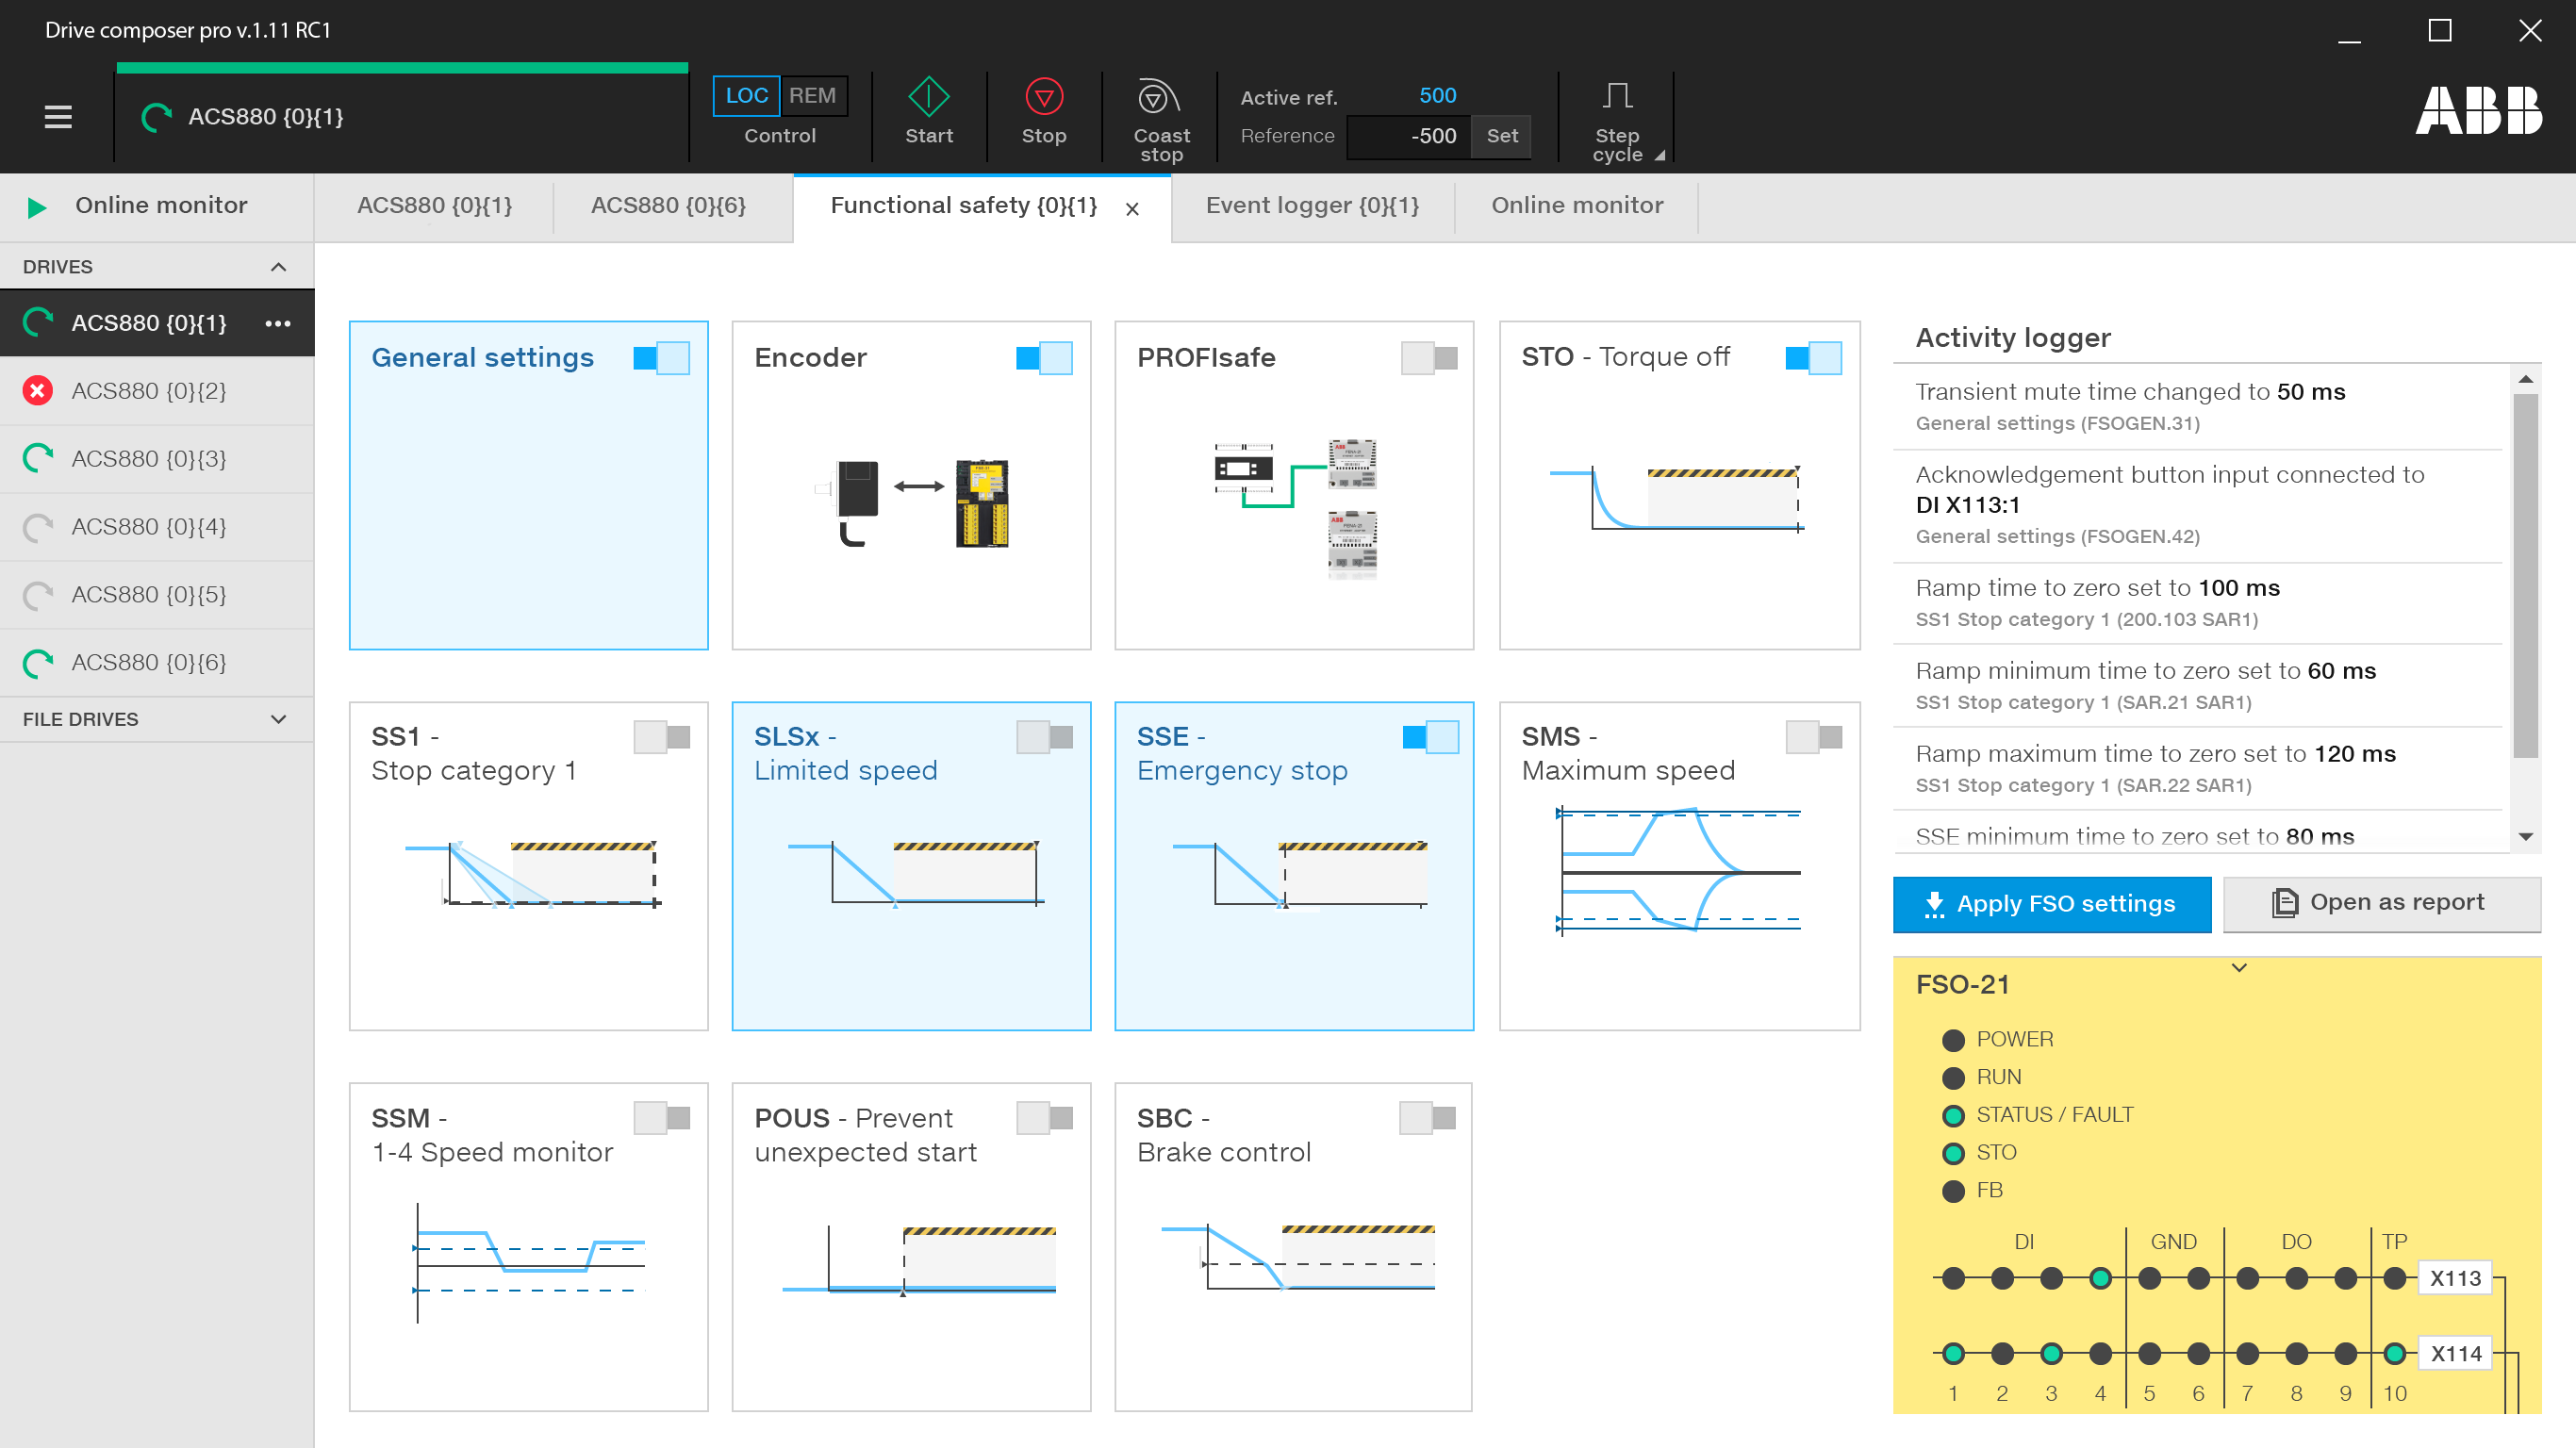 Drive composer pro v.1.11 RC1
ACS880 {0}{1}
LOC REM
Control
Start
Stop
Coast
stop
Active ref. 500
Reference -500 Set
Step
cycle
ABB
Online monitor
ACS880 {0}{1}
ACS880 {0}{6}
Functional safety {0}{1}
Event logger {0}{1}
Online monitor
DRIVES
ACS880 {0}{1}
ACS880 {0}{2}
ACS880 {0}{3}
ACS880 {0}{4}
ACS880 {0}{5}
ACS880 {0}{6}
FILE DRIVES
General settings
Encoder
PROFIsafe
STO - Torque off
SS1 -
Stop category 1
SLSx -
Limited speed
SSE -
Emergency stop
SMS -
Maximum speed
SSM -
1-4 Speed monitor
POUS - Prevent
unexpected start
SBC -
Brake control
Activity logger
Transient mute time changed to 50 ms
General settings (FSOGEN.31)
Acknowledgement button input connected to
DI X113:1
General settings (FSOGEN.42)
Ramp time to zero set to 100 ms
SS1 Stop category 1 (200.103 SAR1)
Ramp minimum time to zero set to 60 ms
SS1 Stop category 1 (SAR.21 SAR1)
Ramp maximum time to zero set to 120 ms
SS1 Stop category 1 (SAR.22 SAR1)
SSE minimum time to zero set to 80 ms
Apply FSO settings
Open as report
FSO-21
POWER
RUN
STATUS / FAULT
STO
FB
DI GND DO TP
X113
X114
1 2 3 4 5 6 7 8 9 10